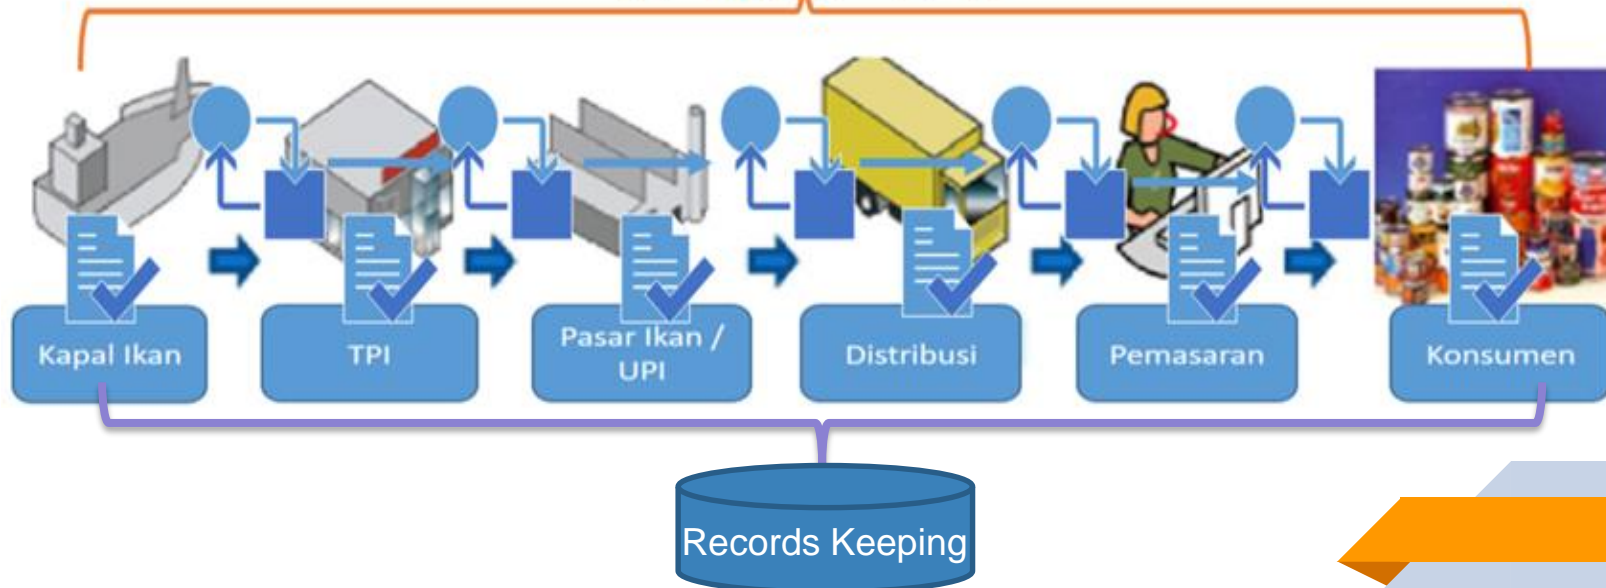 Kapal Ikan
TPI
Pasar Ikan /
UPI
Distribusi
Pemasaran
Konsumen
Records Keeping